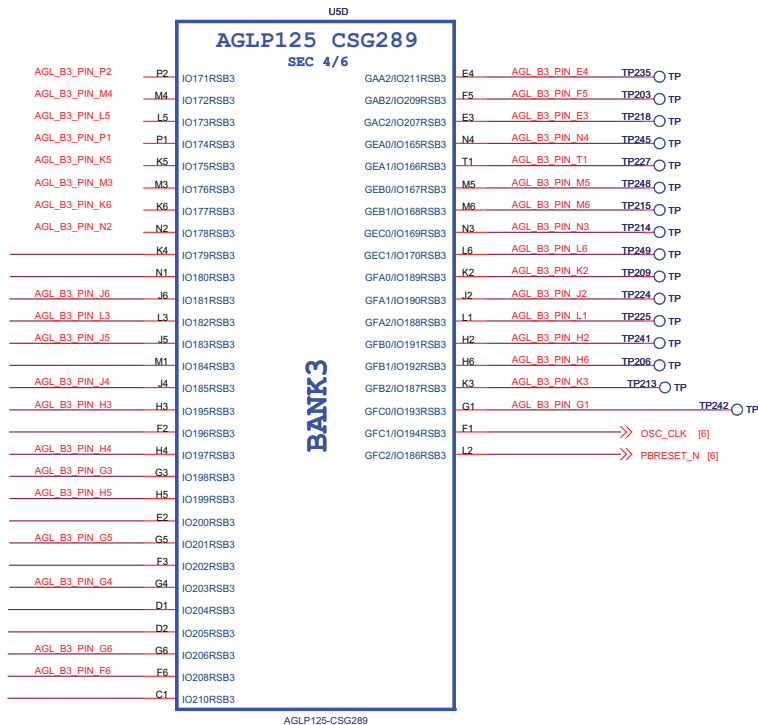 U5D
AGLP125 CSG289
SEC 4/6
AGL_B3_PIN_P2 P2 IO171RSB3 GAA2/IO211RSB3 E4 AGL_B3_PIN_E4 TP235 TP
AGL_B3_PIN_M4 M4 IO172RSB3 GAB2/IO209RSB3 F5 AGL_B3_PIN_F5 TP203 TP
AGL_B3_PIN_L5 L5 IO173RSB3 GAC2/IO207RSB3 E3 AGL_B3_PIN_E3 TP218 TP
AGL_B3_PIN_P1 P1 IO174RSB3 GEA0/IO165RSB3 N4 AGL_B3_PIN_N4 TP245 TP
AGL_B3_PIN_K5 K5 IO175RSB3 GEA1/IO166RSB3 T1 AGL_B3_PIN_T1 TP227 TP
AGL_B3_PIN_M3 M3 IO176RSB3 GEB0/IO167RSB3 M5 AGL_B3_PIN_M5 TP248 TP
AGL_B3_PIN_K6 K6 IO177RSB3 GEB1/IO168RSB3 M6 AGL_B3_PIN_M6 TP215 TP
AGL_B3_PIN_N2 N2 IO178RSB3 GEC0/IO169RSB3 N3 AGL_B3_PIN_N3 TP214 TP
K4 IO179RSB3 GEC1/IO170RSB3 L6 AGL_B3_PIN_L6 TP249 TP
N1 IO180RSB3 GFA0/IO189RSB3 K2 AGL_B3_PIN_K2 TP209 TP
AGL_B3_PIN_J6 J6 IO181RSB3 GFA1/IO190RSB3 J2 AGL_B3_PIN_J2 TP224 TP
AGL_B3_PIN_L3 L3 IO182RSB3 GFA2/IO188RSB3 L1 AGL_B3_PIN_L1 TP225 TP
AGL_B3_PIN_J5 J5 IO183RSB3 GFB0/IO191RSB3 H2 AGL_B3_PIN_H2 TP241 TP
M1 IO184RSB3 GFB1/IO192RSB3 H6 AGL_B3_PIN_H6 TP206 TP
AGL_B3_PIN_J4 J4 IO185RSB3 GFB2/IO187RSB3 K3 AGL_B3_PIN_K3 TP213 TP
AGL_B3_PIN_H3 H3 IO195RSB3 GFC0/IO193RSB3 G1 AGL_B3_PIN_G1 TP242 TP
F2 IO196RSB3 GFC1/IO194RSB3 F1 OSC_CLK [6]
AGL_B3_PIN_H4 H4 IO197RSB3 GFC2/IO186RSB3 L2 PBRESET_N [6]
AGL_B3_PIN_G3 G3 IO198RSB3
AGL_B3_PIN_H5 H5 IO199RSB3
E2 IO200RSB3
AGL_B3_PIN_G5 G5 IO201RSB3
F3 IO202RSB3
AGL_B3_PIN_G4 G4 IO203RSB3
D1 IO204RSB3
D2 IO205RSB3
AGL_B3_PIN_G6 G6 IO206RSB3
AGL_B3_PIN_F6 F6 IO208RSB3
C1 IO210RSB3
BANK3
AGLP125-CSG289